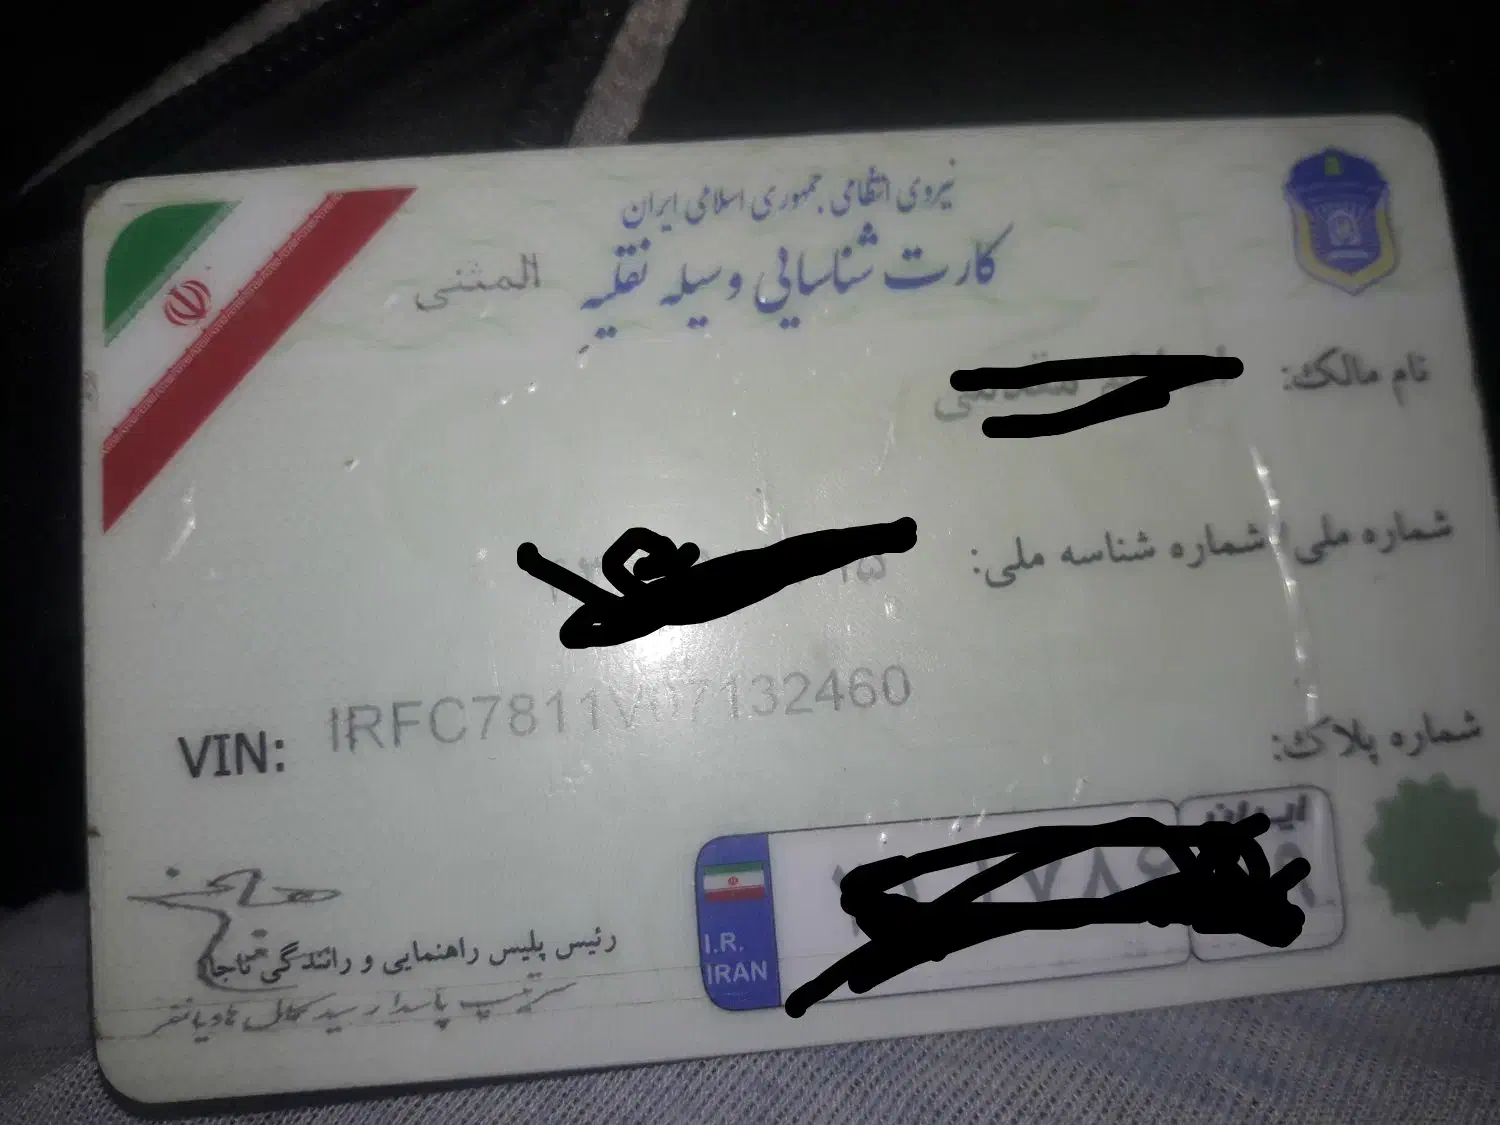 نیروی انتظامی جمهوری اسلامی ایران
کارت شناسایی وسیله نقلیه
المثنی
نام مالک:
شماره ملی/شماره شناسه ملی:
VIN: IRFC7811V07132460
شماره پلاک:
ایران
I.R.
IRAN
رئیس پلیس راهنمایی و رانندگی ناجا
سرتیپ پاسدار سید کمال هادیانفر